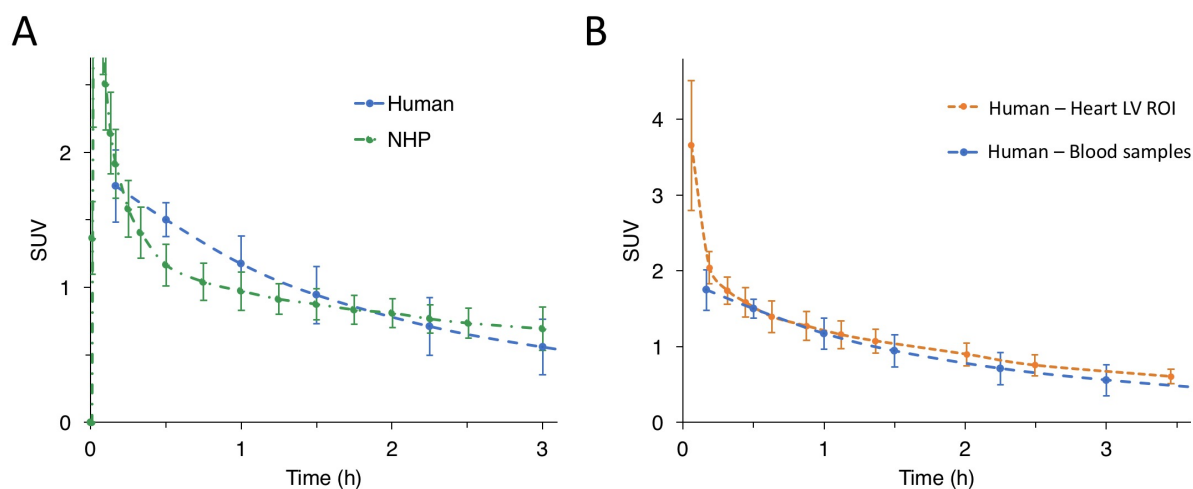 A
SUV
2
1
0
0
1
2
3
Time (h)
Human
NHP
B
SUV
4
3
2
1
0
0
1
2
3
Time (h)
Human – Heart LV ROI
Human – Blood samples